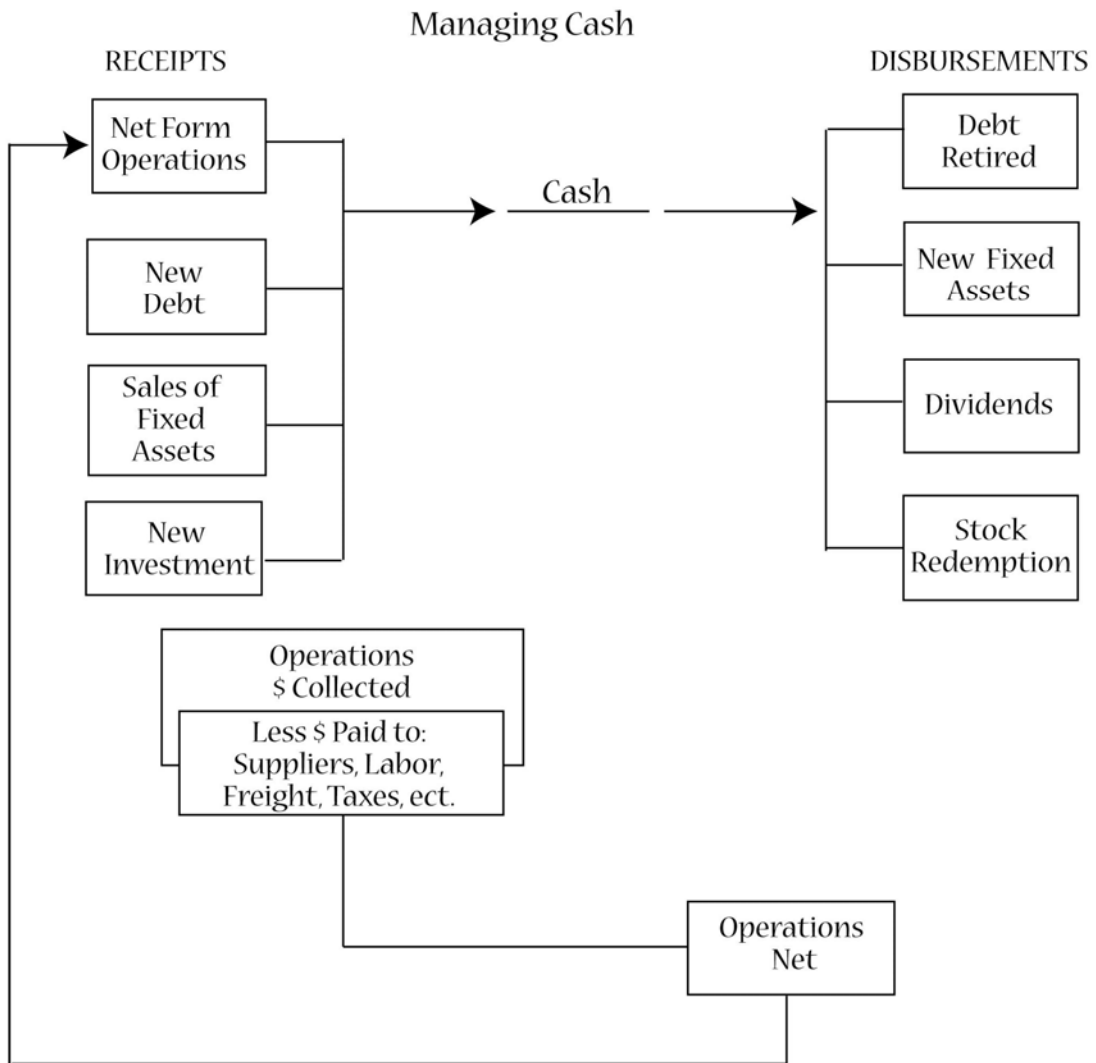 Managing Cash
RECEIPTS
DISBURSEMENTS
Net Form
Operations
New
Debt
Sales of
Fixed
Assets
New
Investment
Cash
Debt
Retired
New Fixed
Assets
Dividends
Stock
Redemption
Operations
$ Collected
Less $ Paid to:
Suppliers, Labor,
Freight, Taxes, ect.
Operations
Net